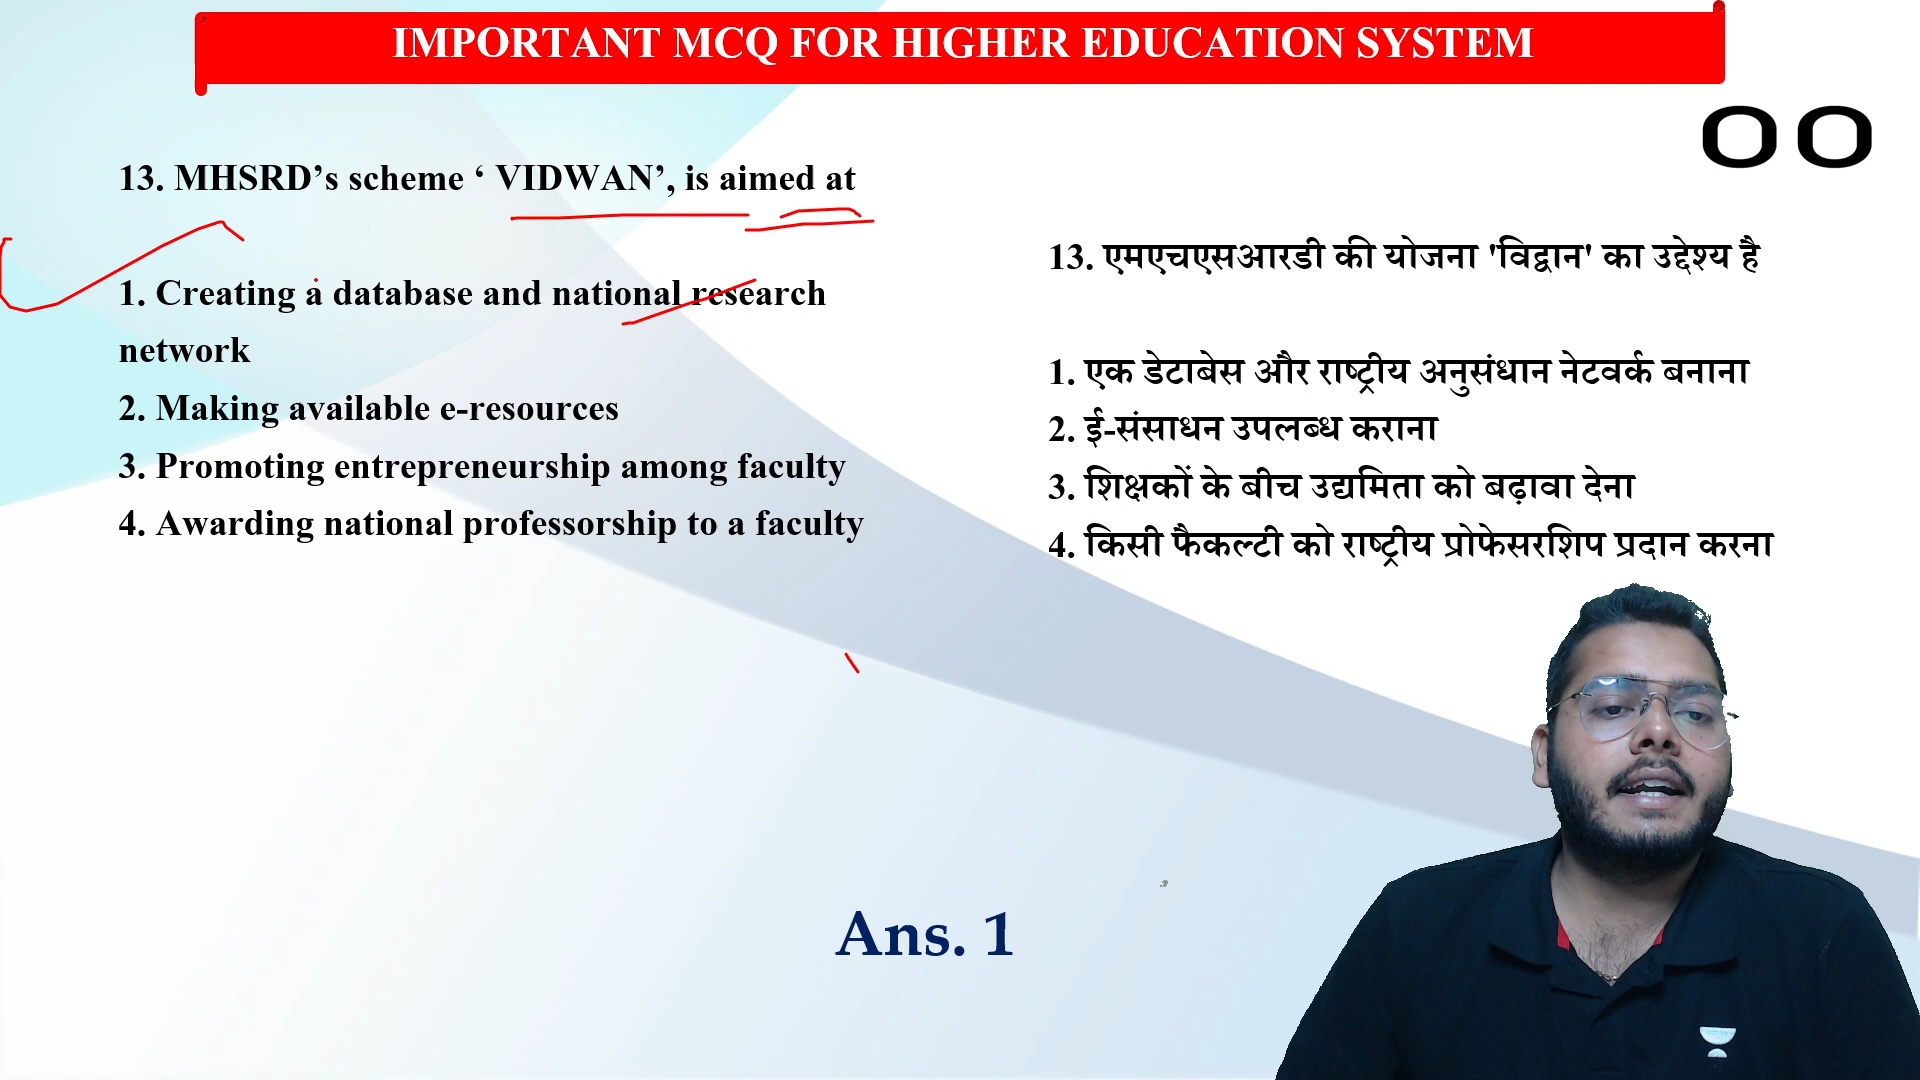 IMPORTANT MCQ FOR HIGHER EDUCATION SYSTEM
00
13. MHSRD’s scheme ‘ VIDWAN’, is aimed at
1. Creating a database and national research
network
2. Making available e-resources
3. Promoting entrepreneurship among faculty
4. Awarding national professorship to a faculty
13. एमएचएसआरडी की योजना 'विद्वान' का उद्देश्य है
1. एक डेटाबेस और राष्ट्रीय अनुसंधान नेटवर्क बनाना
2. ई-संसाधन उपलब्ध कराना
3. शिक्षकों के बीच उद्यमिता को बढ़ावा देना
4. किसी फैकल्टी को राष्ट्रीय प्रोफेसरशिप प्रदान करना
Ans. 1